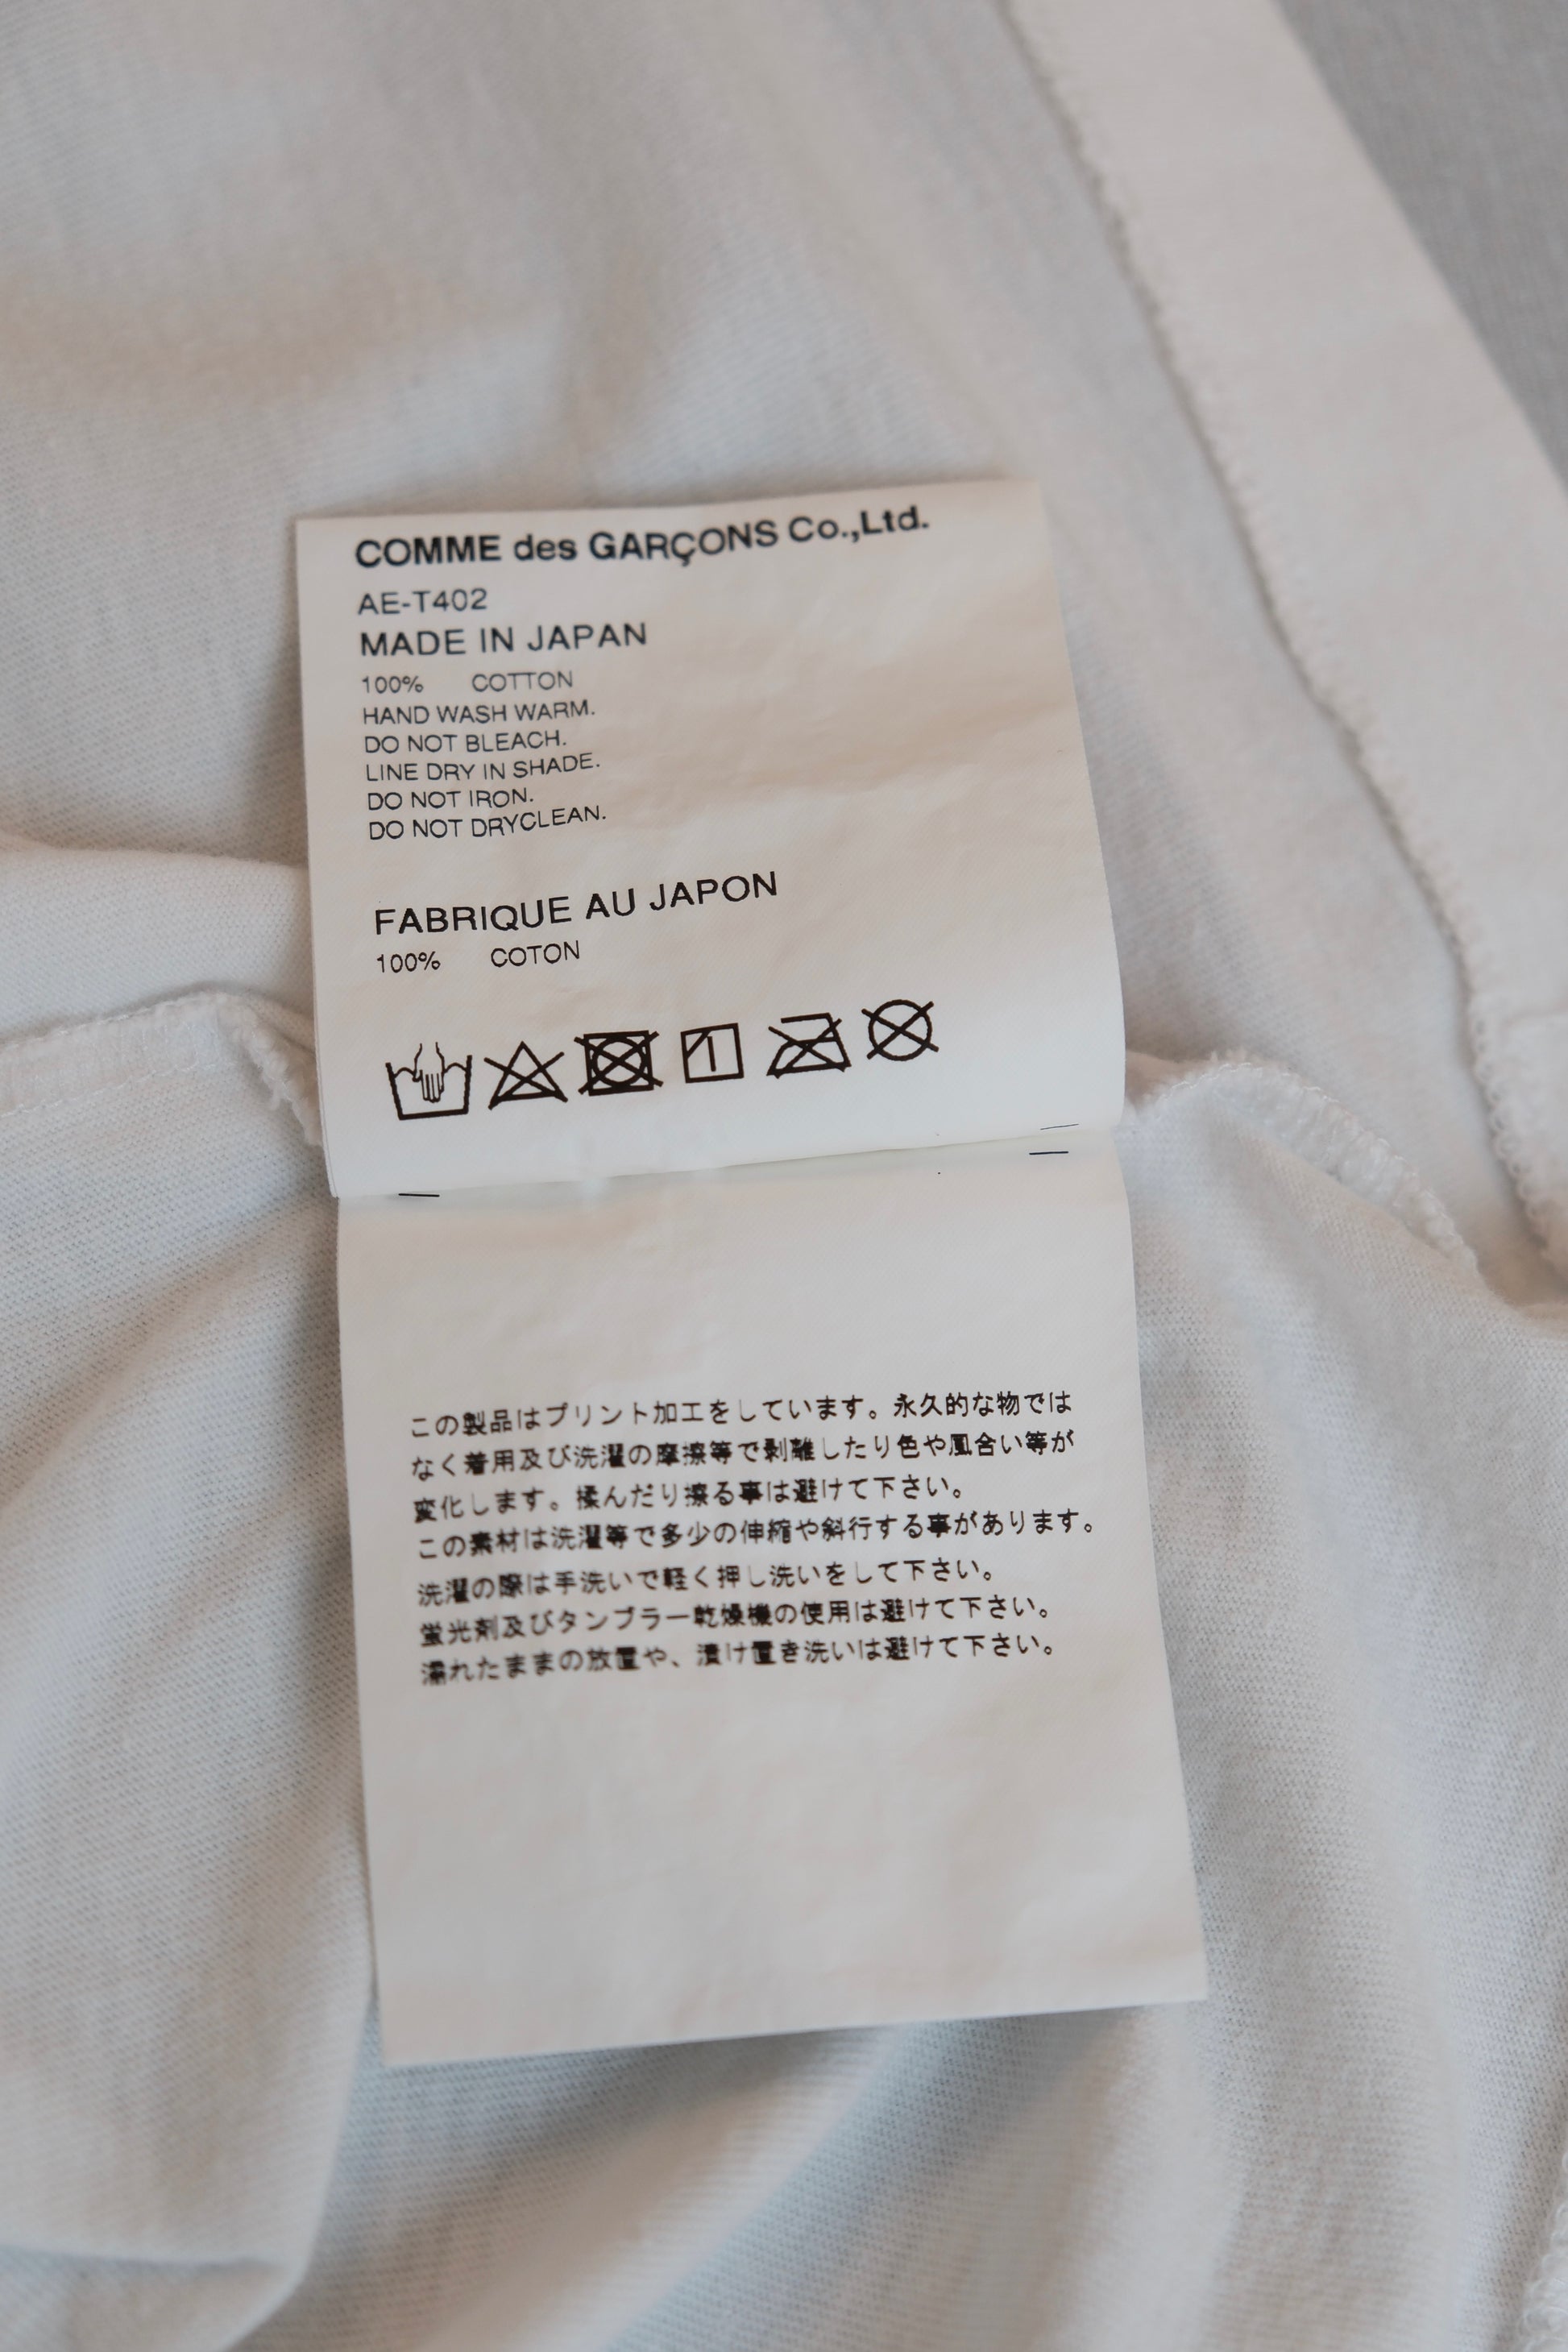 COMME des GARÇONS Co.,Ltd.
AE-T402
MADE IN JAPAN
100% COTTON
HAND WASH WARM.
DO NOT BLEACH.
LINE DRY IN SHADE.
DO NOT IRON.
DO NOT DRYCLEAN.
FABRIQUE AU JAPON
100% COTON
この製品はプリント加工をしています。永久的な物では
なく着用及び洗濯の摩擦等で剥離したり色や風合い等が
変化します。揉んだり擦る事は避けて下さい。
この素材は洗濯等で多少の伸縮や斜行する事があります。
洗濯の際は手洗いで軽く押し洗いをして下さい。
蛍光剤及びタンブラー乾燥機の使用は避けて下さい。
濡れたままの放置や、漬け置き洗いは避けて下さい。